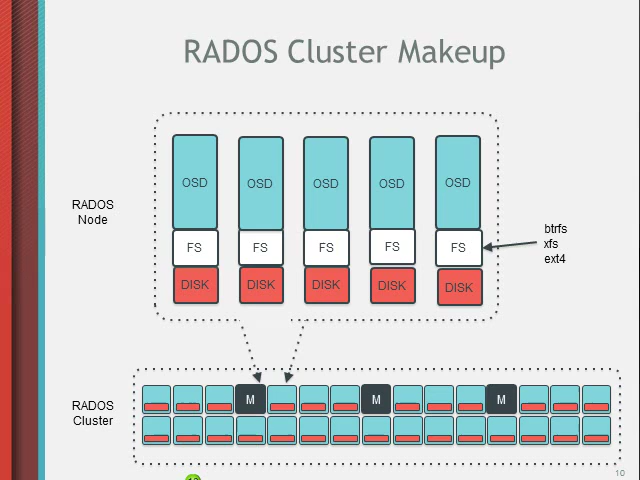 RADOS Cluster Makeup
OSD OSD OSD OSD OSD
RADOS
Node
btrfs
xfs
ext4
FS FS FS FS FS
DISK DISK DISK DISK DISK
M M M
RADOS
Cluster
10